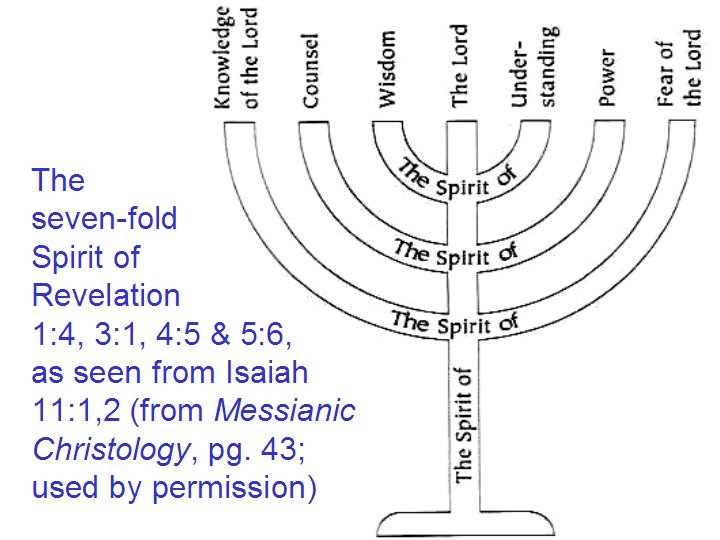 Knowledge
of the Lord
Counsel
Wisdom
The Lord
Under-
standing
Power
Fear of
the Lord
The Spirit of
The Spirit of
The Spirit of
The Spirit of
The
seven-fold
Spirit of
Revelation
1:4, 3:1, 4:5 & 5:6,
as seen from Isaiah
11:1,2 (from Messianic
Christology, pg. 43;
used by permission)